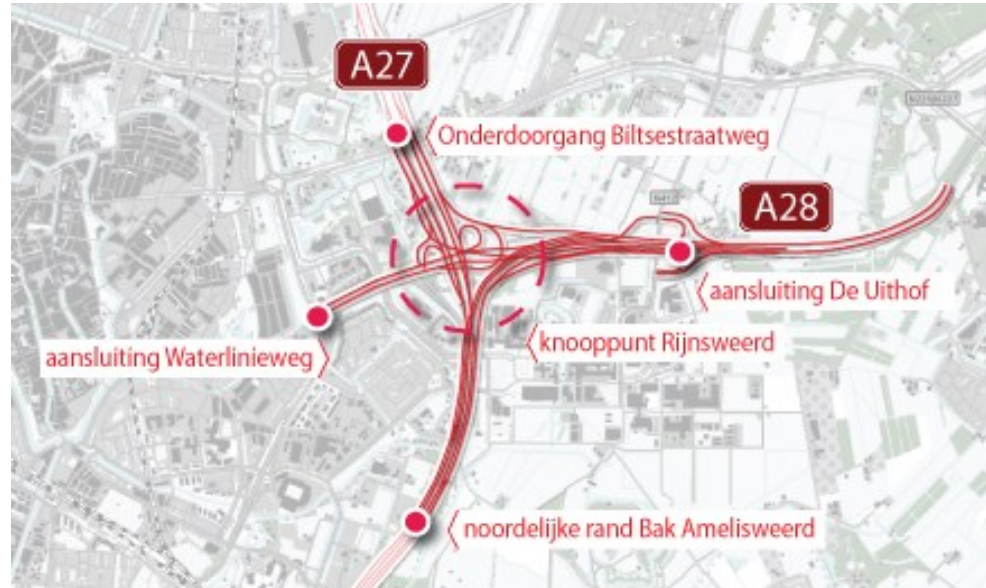 A27
Onderdoorgang Biltsestraatweg
A28
aansluiting De Uithof
knooppunt Rijnsweerd
aansluiting Waterlinieweg
noordelijke rand Bak Amelisweerd